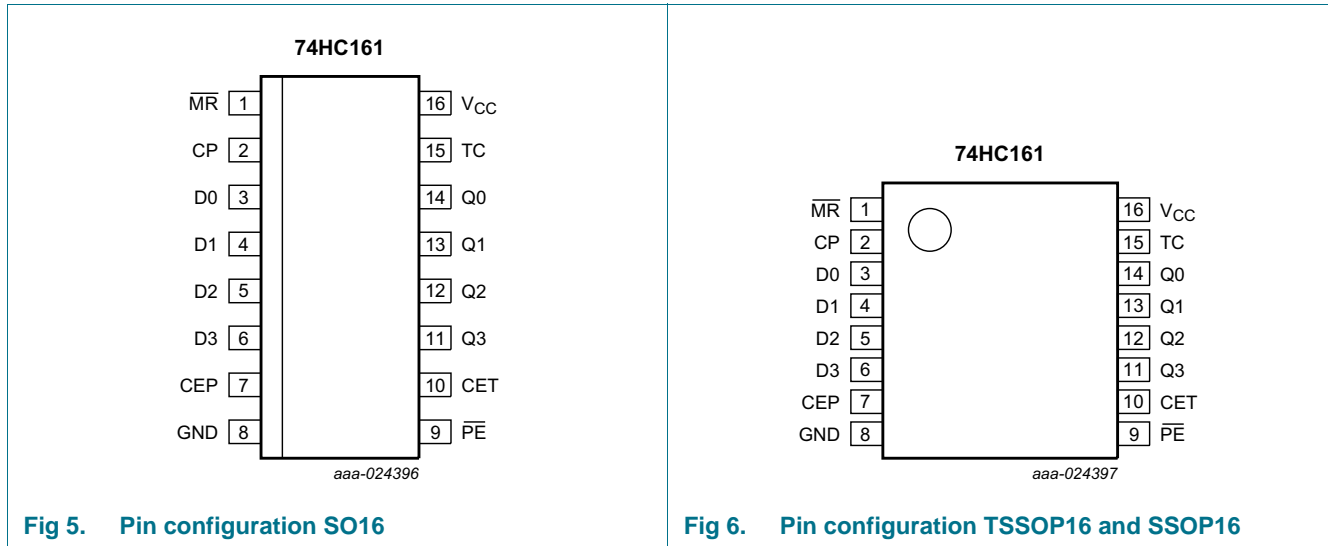 74HC161
M̅R̅ 1
CP 2
D0 3
D1 4
D2 5
D3 6
CEP 7
GND 8
16 VCC
15 TC
14 Q0
13 Q1
12 Q2
11 Q3
10 CET
9 P̅E̅
aaa-024396
Fig 5. Pin configuration SO16
74HC161
M̅R̅ 1
CP 2
D0 3
D1 4
D2 5
D3 6
CEP 7
GND 8
16 VCC
15 TC
14 Q0
13 Q1
12 Q2
11 Q3
10 CET
9 P̅E̅
aaa-024397
Fig 6. Pin configuration TSSOP16 and SSOP16